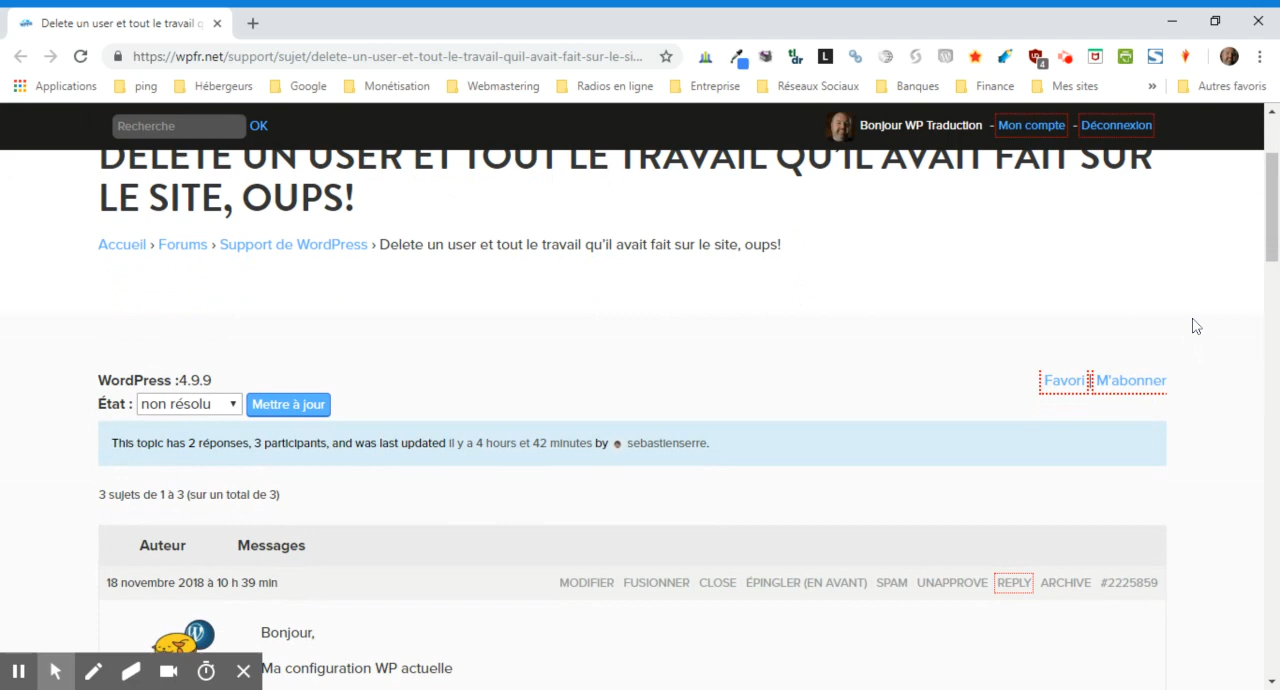 Delete un user et tout le travail q
https://wpfr.net/support/sujet/delete-un-user-et-tout-le-travail-quil-avait-fait-sur-le-si...
tl;dr
L
4
Applications
ping
Hébergeurs
Google
Monétisation
Webmastering
Radios en ligne
Entreprise
Réseaux Sociaux
Banques
Finance
Mes sites
»
Autres favoris
Recherche OK
Bonjour WP Traduction - Mon compte - Déconnexion
DELETE UN USER ET TOUT LE TRAVAIL QU'IL AVAIT FAIT SUR
LE SITE, OUPS!
Accueil › Forums › Support de WordPress › Delete un user et tout le travail qu'il avait fait sur le site, oups!
WordPress :4.9.9
Favori | M'abonner
État : non résolu Mettre à jour
This topic has 2 réponses, 3 participants, and was last updated il y a 4 hours et 42 minutes by sebastienserre.
3 sujets de 1 à 3 (sur un total de 3)
Auteur Messages
18 novembre 2018 à 10 h 39 min MODIFIER FUSIONNER CLOSE ÉPINGLER (EN AVANT) SPAM UNAPPROVE REPLY ARCHIVE #2225859
Bonjour,
Ma configuration WP actuelle